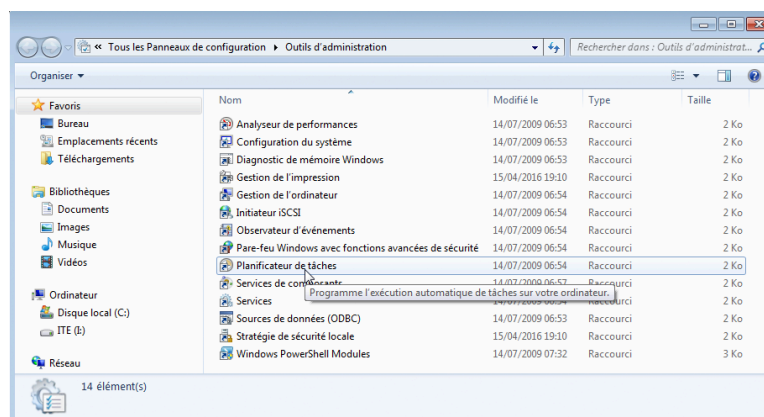 « Tous les Panneaux de configuration ▸ Outils d'administration
Rechercher dans : Outils d'administrat...
Organiser
Nom Modifié le Type Taille
Favoris
Bureau
Emplacements récents
Téléchargements
Bibliothèques
Documents
Images
Musique
Vidéos
Ordinateur
Disque local (C:)
ITE (I:)
Réseau
Analyseur de performances 14/07/2009 06:53 Raccourci 2 Ko
Configuration du système 14/07/2009 06:53 Raccourci 2 Ko
Diagnostic de mémoire Windows 14/07/2009 06:53 Raccourci 2 Ko
Gestion de l'impression 15/04/2016 19:10 Raccourci 2 Ko
Gestion de l'ordinateur 14/07/2009 06:54 Raccourci 2 Ko
Initiateur iSCSI 14/07/2009 06:54 Raccourci 2 Ko
Observateur d'événements 14/07/2009 06:54 Raccourci 2 Ko
Pare-feu Windows avec fonctions avancées de sécurité 14/07/2009 06:54 Raccourci 2 Ko
Planificateur de tâches 14/07/2009 06:54 Raccourci 2 Ko
Services de composants 14/07/2009 06:57 Raccourci 2 Ko
Programme l'exécution automatique de tâches sur votre ordinateur.
Services 14/07/2009 06:54 Raccourci 2 Ko
Sources de données (ODBC) 14/07/2009 06:53 Raccourci 2 Ko
Stratégie de sécurité locale 15/04/2016 19:10 Raccourci 2 Ko
Windows PowerShell Modules 14/07/2009 07:32 Raccourci 3 Ko
14 élément(s)